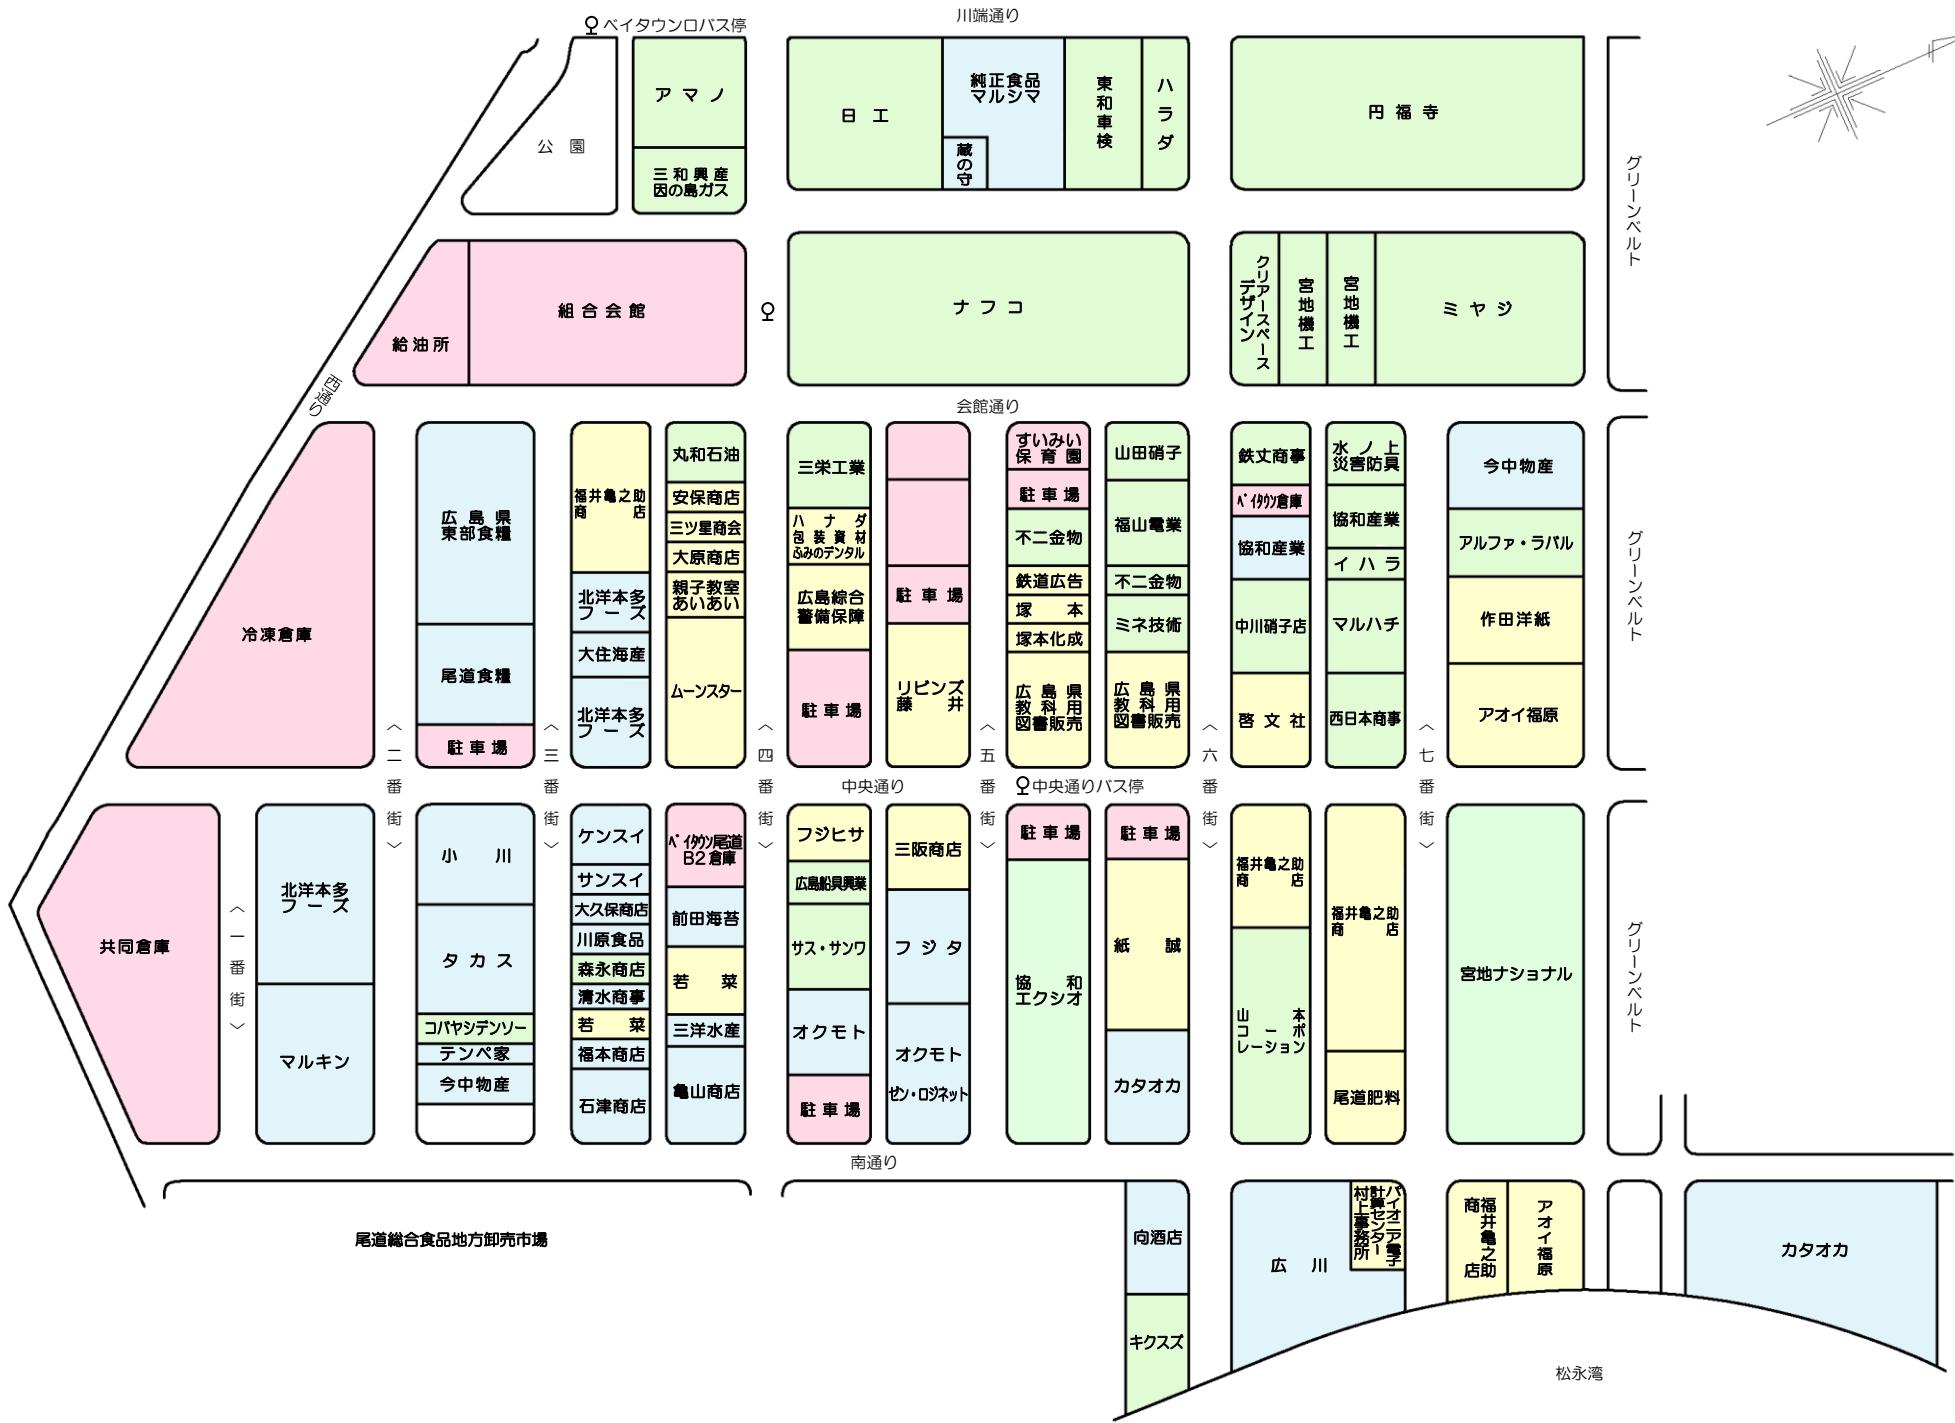 ベイタウン口バス停
川端通り
公園
アマノ
三和興産
因の島ガス
日工
純正食品
マルシマ
蔵の守
東和車検
ハラダ
円福寺
グリーンベルト
給油所
組合会館
ナフコ
クリアースペース
デザイン
宮地機工
宮地機工
ミヤジ
西通り
会館通り
冷凍倉庫
広島県
東部食糧
尾道食糧
駐車場
福井亀之助
商店
北洋本多
フーズ
大住海産
北洋本多
フーズ
丸和石油
安保商店
三ツ星商会
大原商店
親子教室
あいあい
ムーンスター
三栄工業
ハナダ
包装資材
ふみのデンタル
広島綜合
警備保障
駐車場
駐車場
リビンズ
藤井
すいみい
保育園
駐車場
不二金物
鉄道広告
塚本
塚本化成
広島県
教科用
図書販売
山田硝子
福山電業
不二金物
ミネ技術
広島県
教科用
図書販売
鉄丈商事
ベイタウン倉庫
協和産業
中川硝子店
啓文社
水ノ上
災害防具
協和産業
イハラ
マルハチ
西日本商事
今中物産
アルファ・ラパル
作田洋紙
アオイ福原
グリーンベルト
〈二番街〉
〈三番街〉
〈四番街〉
〈五番街〉
〈六番街〉
〈七番街〉
中央通り
中央通りバス停
共同倉庫
〈一番街〉
北洋本多
フーズ
マルキン
小川
タカス
コバヤシデンソー
テンペ家
今中物産
ケンスイ
サンスイ
大久保商店
川原食品
森永商店
清水商事
若菜
福本商店
石津商店
ベイタウン尾道
B2倉庫
前田海苔
若菜
三洋水産
亀山商店
フジヒサ
広島船具興業
サス・サンワ
オクモト
駐車場
三阪商店
フジタ
オクモト
ゼン・ロジネット
駐車場
協和
エクシオ
駐車場
紙誠
カタオカ
福井亀之助
商店
山本
コーポ
レーション
福井亀之助
商店
尾道肥料
宮地ナショナル
グリーンベルト
南通り
尾道総合食品地方卸売市場
向酒店
キクスズ
広川
パイオニア電子
計算センター
村上事務所
福井亀之助
商店
アオイ福原
カタオカ
松永湾